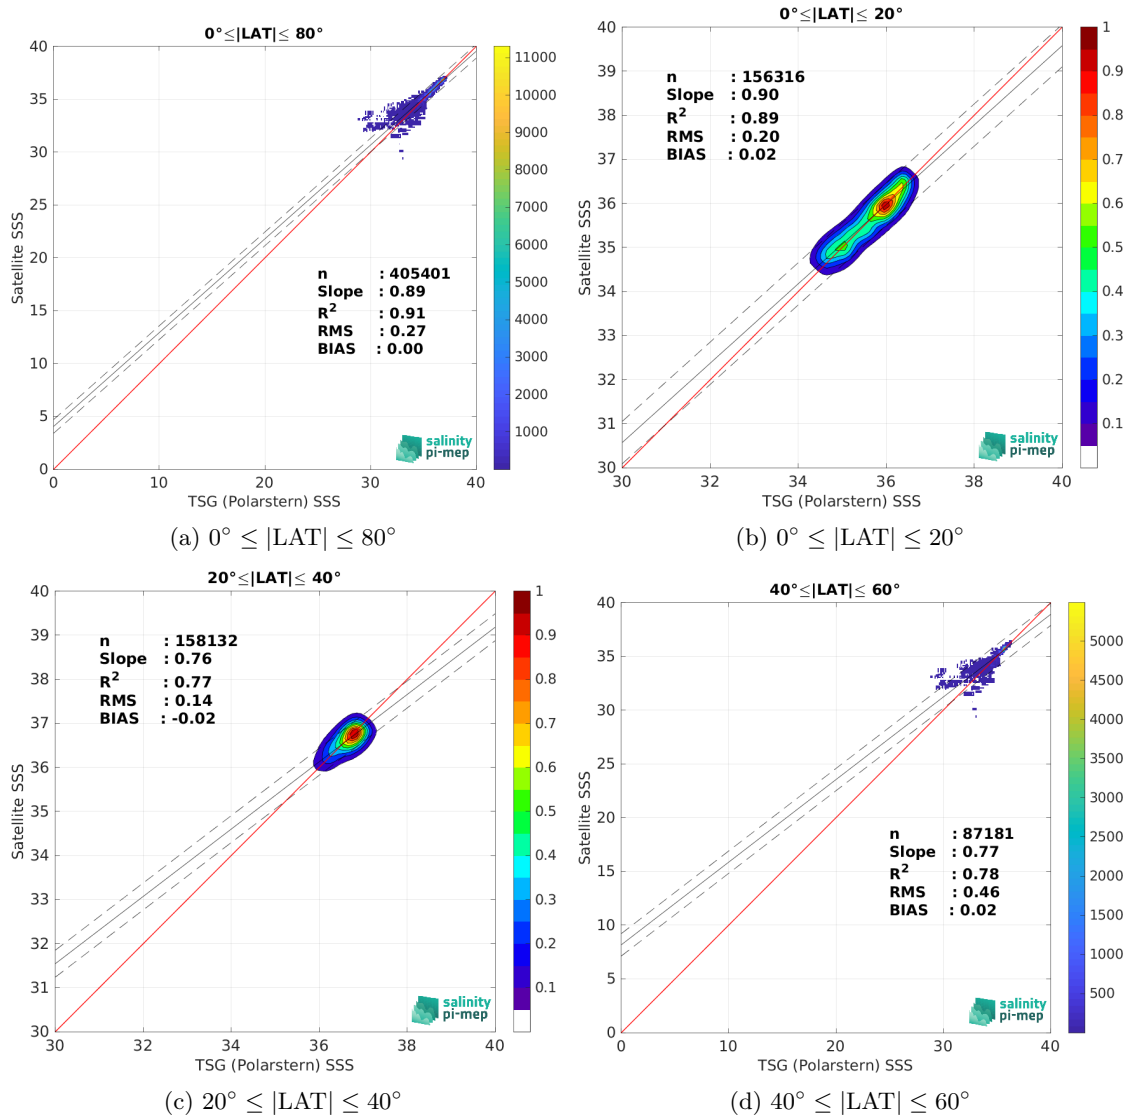 0°≤|LAT|≤ 80°
40
35
30
25
20
15
10
5
0
Satellite SSS
n : 405401
Slope : 0.89
R² : 0.91
RMS : 0.27
BIAS : 0.00
salinity
pi-mep
0 10 20 30 40
TSG (Polarstern) SSS
11000
10000
9000
8000
7000
6000
5000
4000
3000
2000
1000
(a) 0° ≤ |LAT| ≤ 80°
0°≤|LAT|≤ 20°
40
39
38
37
36
35
34
33
32
31
30
Satellite SSS
n : 156316
Slope : 0.90
R² : 0.89
RMS : 0.20
BIAS : 0.02
salinity
pi-mep
30 32 34 36 38 40
TSG (Polarstern) SSS
1
0.9
0.8
0.7
0.6
0.5
0.4
0.3
0.2
0.1
(b) 0° ≤ |LAT| ≤ 20°
20°≤|LAT|≤ 40°
40
39
38
37
36
35
34
33
32
31
30
Satellite SSS
n : 158132
Slope : 0.76
R² : 0.77
RMS : 0.14
BIAS : -0.02
salinity
pi-mep
30 32 34 36 38 40
TSG (Polarstern) SSS
1
0.9
0.8
0.7
0.6
0.5
0.4
0.3
0.2
0.1
(c) 20° ≤ |LAT| ≤ 40°
40°≤|LAT|≤ 60°
40
35
30
25
20
15
10
5
0
Satellite SSS
n : 87181
Slope : 0.77
R² : 0.78
RMS : 0.46
BIAS : 0.02
salinity
pi-mep
0 10 20 30 40
TSG (Polarstern) SSS
5000
4500
4000
3500
3000
2500
2000
1500
1000
500
(d) 40° ≤ |LAT| ≤ 60°